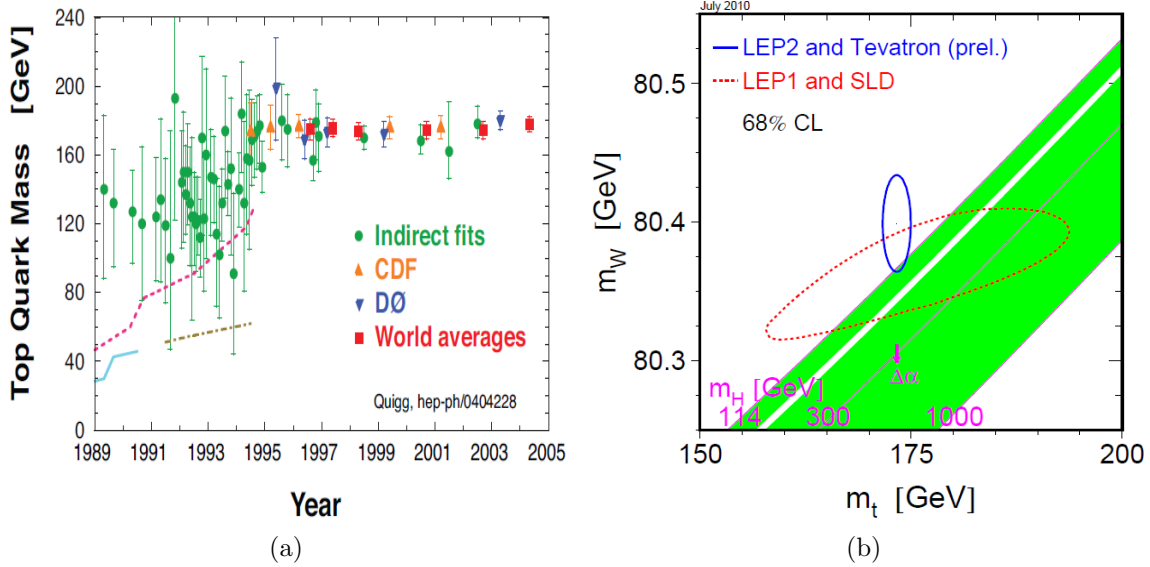 Top Quark Mass [GeV]
240
200
160
120
80
40
0
Indirect fits
CDF
DØ
World averages
Quigg, hep-ph/0404228
1989 1991 1993 1995 1997 1999 2001 2003 2005
Year
(a)
July 2010
LEP2 and Tevatron (prel.)
LEP1 and SLD
68% CL
m_W [GeV]
80.5
80.4
80.3
Δα
m_H [GeV]
114 300 1000
150 175 200
m_t [GeV]
(b)